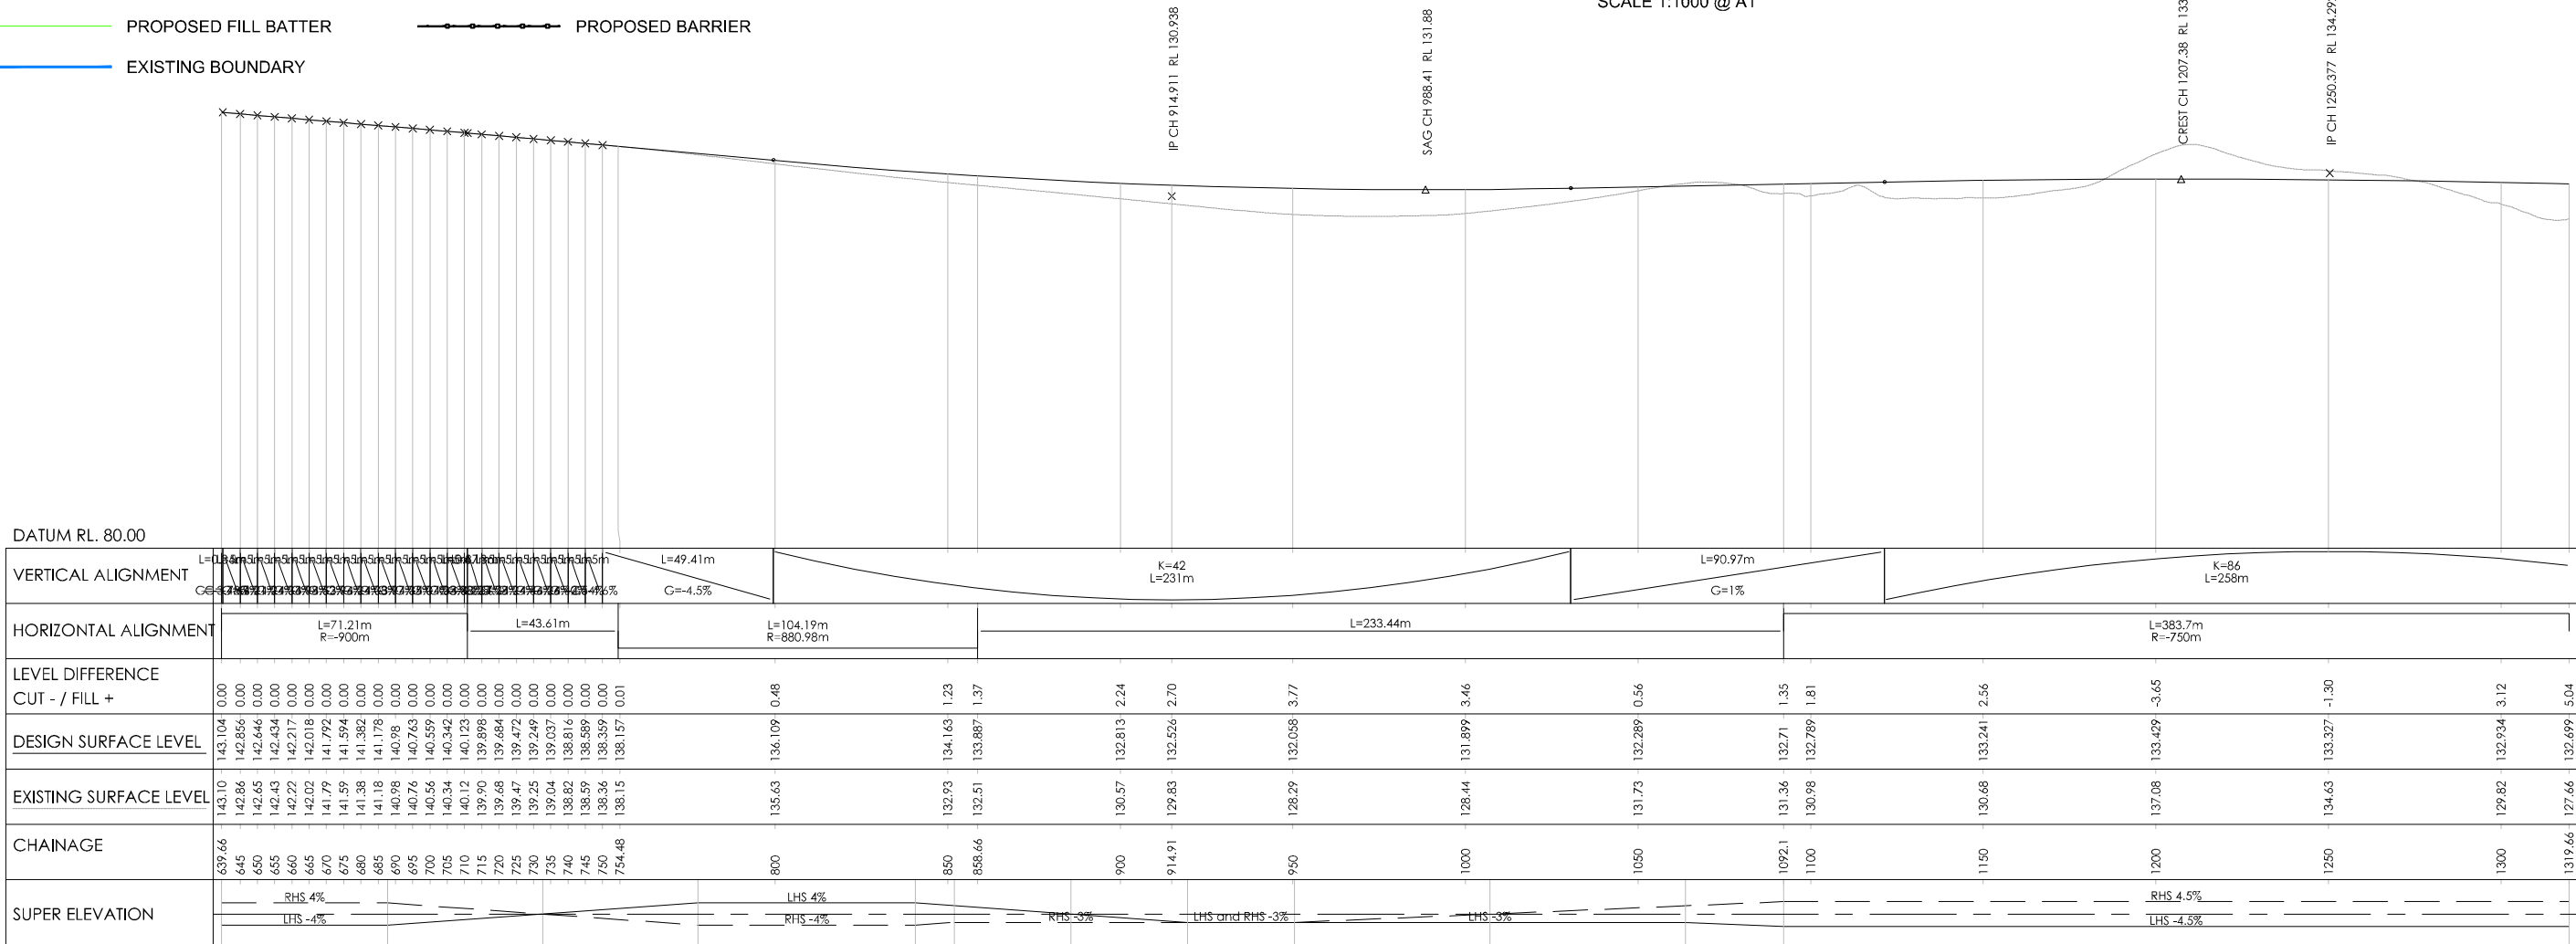 SCALE 1:1000 @ A1
PROPOSED FILL BATTER
PROPOSED BARRIER
EXISTING BOUNDARY
IP CH 914.911 RL 130.938
SAG CH 988.41 RL 131.88
CREST CH 1207.38 RL 133
IP CH 1250.377 RL 134.29
DATUM RL. 80.00
VERTICAL ALIGNMENT
L=49.41m
G=-4.5%
K=42
L=231m
L=90.97m
G=1%
K=86
L=258m
HORIZONTAL ALIGNMENT
L=71.21m
R=-900m
L=43.61m
L=104.19m
R=880.98m
L=233.44m
L=383.7m
R=-750m
LEVEL DIFFERENCE
CUT - / FILL +
0.00 0.00 0.00 0.00 0.00 0.00 0.00 0.00 0.00 0.00 0.00 0.00 0.00 0.00 0.00 0.00 0.00 0.00 0.00 0.00 0.00 0.00 0.00 0.01 0.48 1.23 1.37 2.24 2.70 3.77 3.46 0.56 1.35 1.81 2.56 -3.65 -1.30 3.12 5.04
DESIGN SURFACE LEVEL
143.104 142.856 142.646 142.434 142.217 142.018 141.792 141.594 141.382 141.178 140.98 140.763 140.559 140.342 140.123 139.898 139.684 139.472 139.249 139.037 138.816 138.589 138.359 138.157 136.109 134.163 133.887 132.813 132.526 132.058 131.899 132.289 132.71 132.789 133.241 133.429 133.327 132.934 132.699
EXISTING SURFACE LEVEL
143.10 142.86 142.65 142.43 142.22 142.02 141.79 141.59 141.38 141.18 140.98 140.76 140.56 140.34 140.12 139.90 139.68 139.47 139.25 139.04 138.82 138.59 138.36 138.15 135.63 132.93 132.51 130.57 129.83 128.29 128.44 131.73 131.36 130.98 130.68 137.08 134.63 129.82 127.66
CHAINAGE
639.66 645 650 655 660 665 670 675 680 685 690 695 700 705 710 715 720 725 730 735 740 745 750 754.48 800 850 858.66 900 914.91 950 1000 1050 1092.1 1100 1150 1200 1250 1300 1319.66
SUPER ELEVATION
RHS 4%
LHS -4%
LHS 4%
RHS -4%
RHS -3%
LHS and RHS -3%
LHS -3%
RHS 4.5%
LHS -4.5%